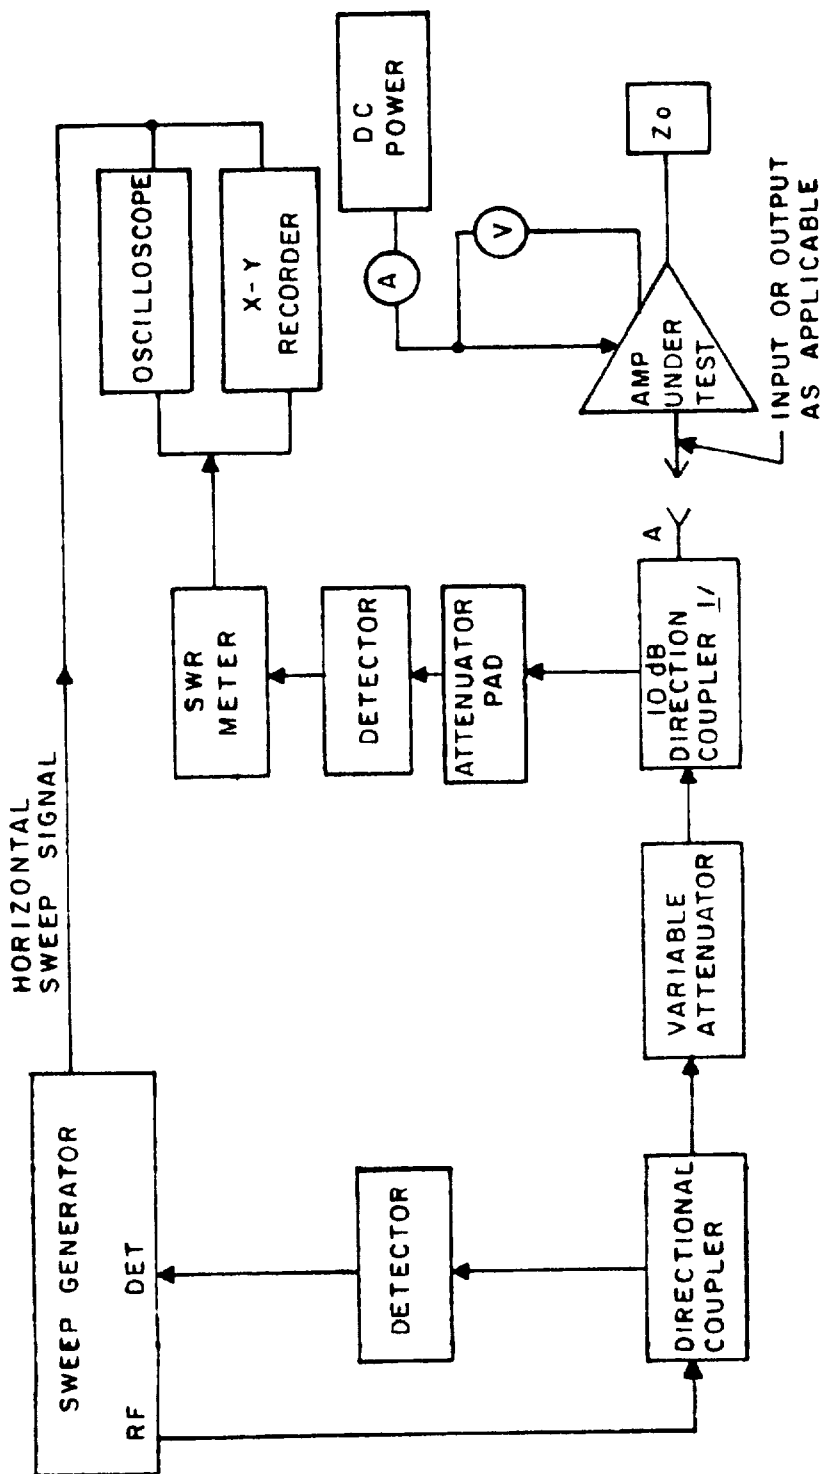 HORIZONTAL
SWEEP SIGNAL
SWEEP GENERATOR
RF
DET
DETECTOR
DIRECTIONAL
COUPLER
VARIABLE
ATTENUATOR
10 dB
DIRECTION
COUPLER 1/
A
ATTENUATOR
PAD
DETECTOR
SWR
METER
OSCILLOSCOPE
X-Y
RECORDER
DC
POWER
A
V
AMP
UNDER
TEST
Zo
INPUT OR OUTPUT
AS APPLICABLE